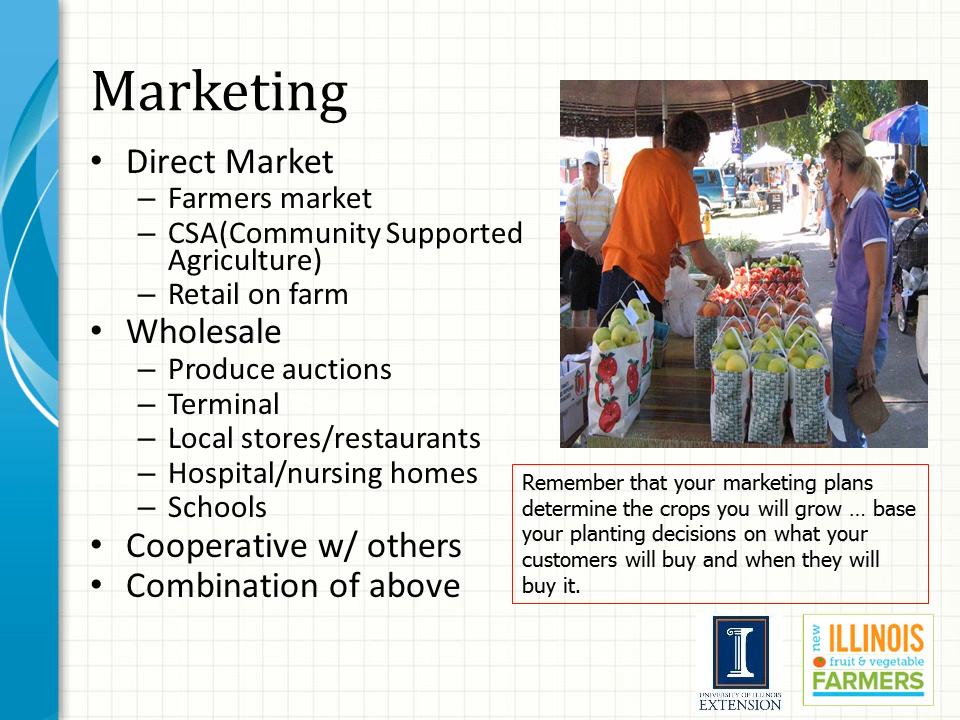 Marketing
• Direct Market
– Farmers market
– CSA(Community Supported
Agriculture)
– Retail on farm
• Wholesale
– Produce auctions
– Terminal
– Local stores/restaurants
– Hospital/nursing homes
– Schools
• Cooperative w/ others
• Combination of above
Remember that your marketing plans
determine the crops you will grow … base
your planting decisions on what your
customers will buy and when they will
buy it.
I
UNIVERSITY OF ILLINOIS
EXTENSION
new
ILLINOIS
fruit & vegetable
FARMERS